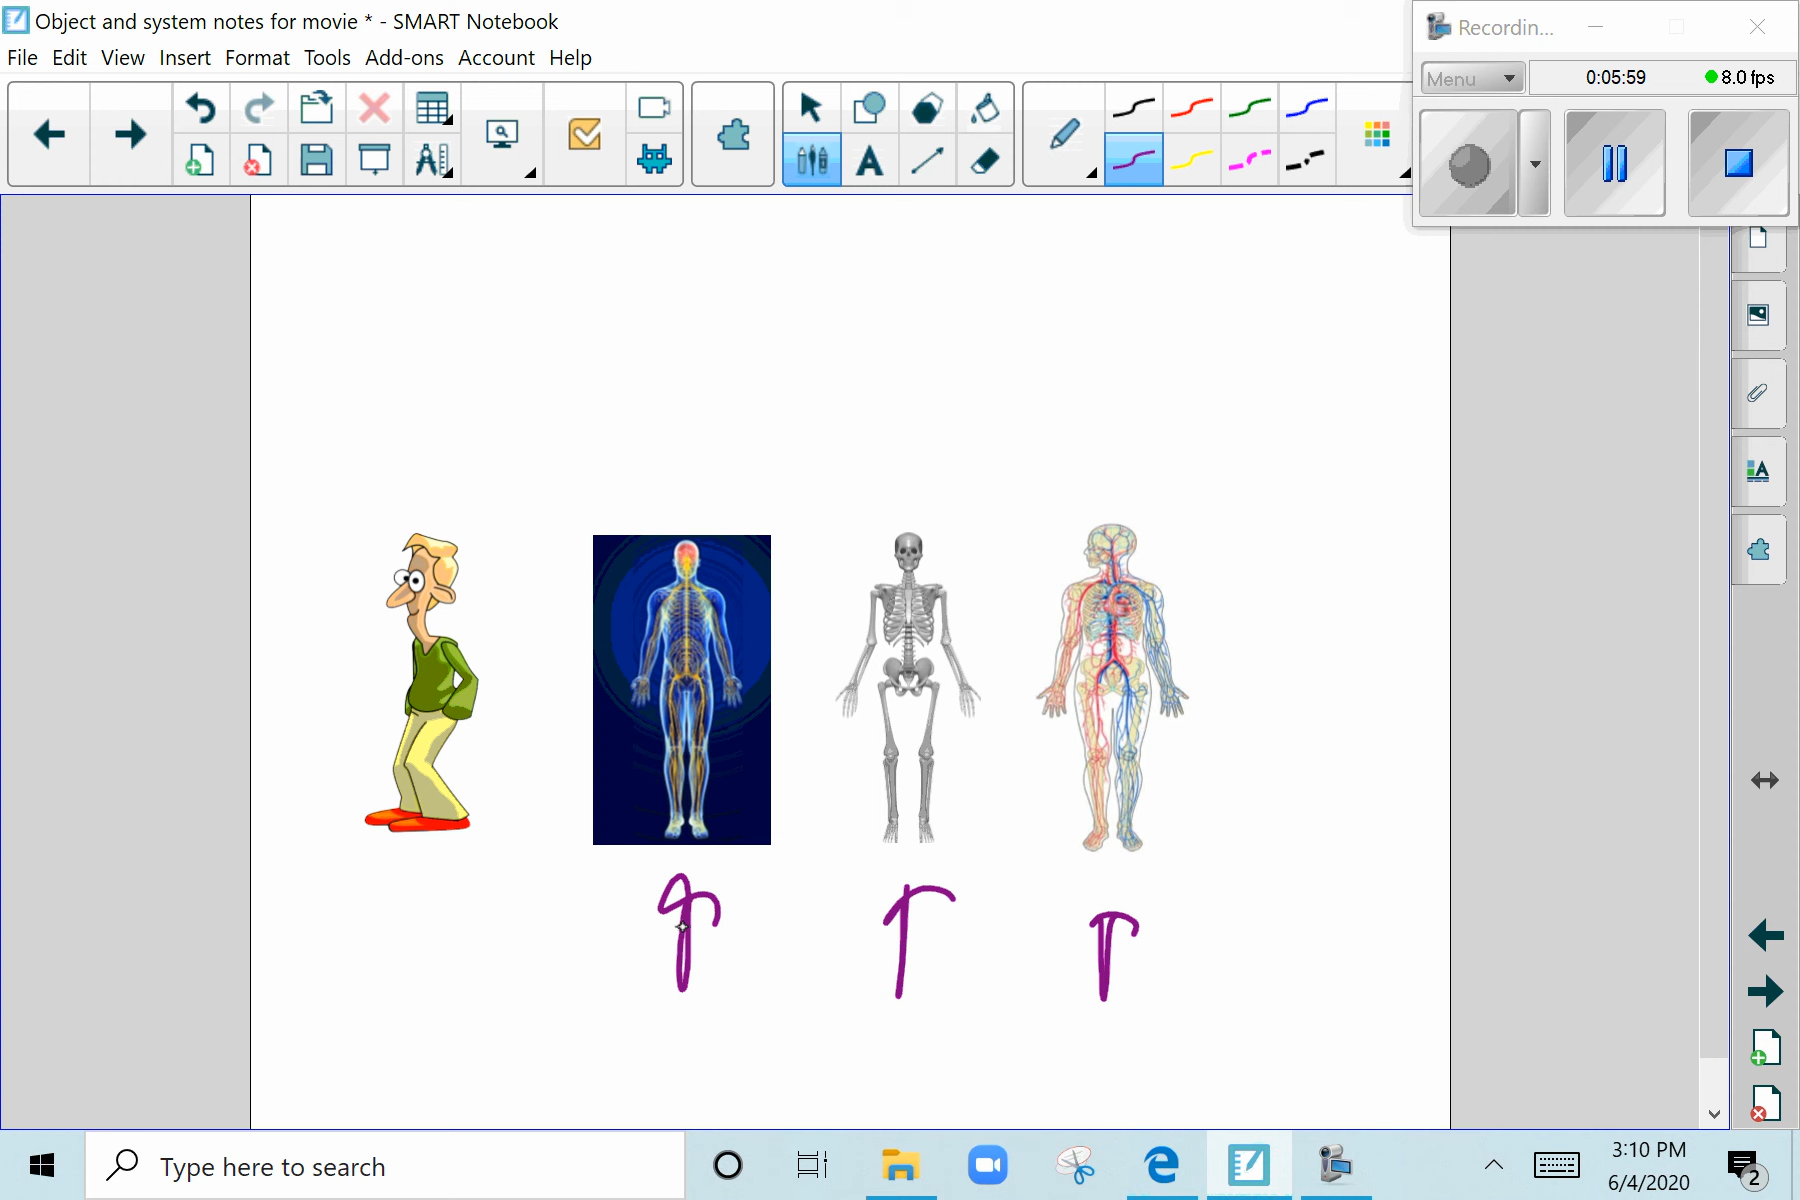 Object and system notes for movie * - SMART Notebook
File Edit View Insert Format Tools Add-ons Account Help
Recordin...
Menu
0:05:59
8.0 fps
A
A
Type here to search
3:10 PM
6/4/2020
2